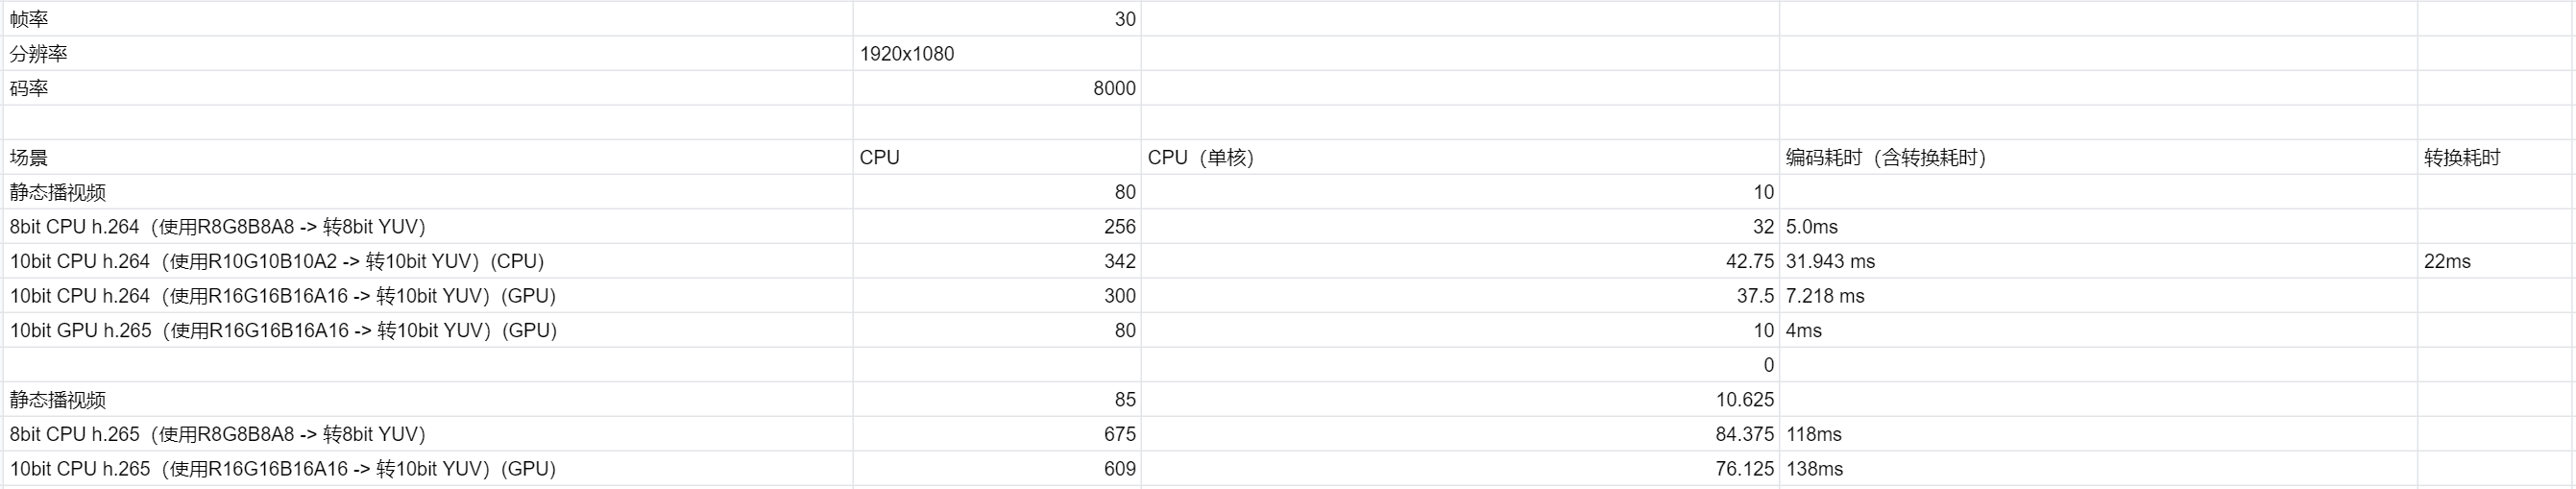 帧率 30
分辨率 1920x1080
码率 8000
场景 CPU CPU（单核） 编码耗时（含转换耗时） 转换耗时
静态播视频 80 10
8bit CPU h.264（使用R8G8B8A8 -> 转8bit YUV） 256 32 5.0ms
10bit CPU h.264（使用R10G10B10A2 -> 转10bit YUV）(CPU) 342 42.75 31.943 ms 22ms
10bit CPU h.264（使用R16G16B16A16 -> 转10bit YUV）(GPU) 300 37.5 7.218 ms
10bit GPU h.265（使用R16G16B16A16 -> 转10bit YUV）(GPU) 80 10 4ms
0
静态播视频 85 10.625
8bit CPU h.265（使用R8G8B8A8 -> 转8bit YUV） 675 84.375 118ms
10bit CPU h.265（使用R16G16B16A16 -> 转10bit YUV）(GPU) 609 76.125 138ms